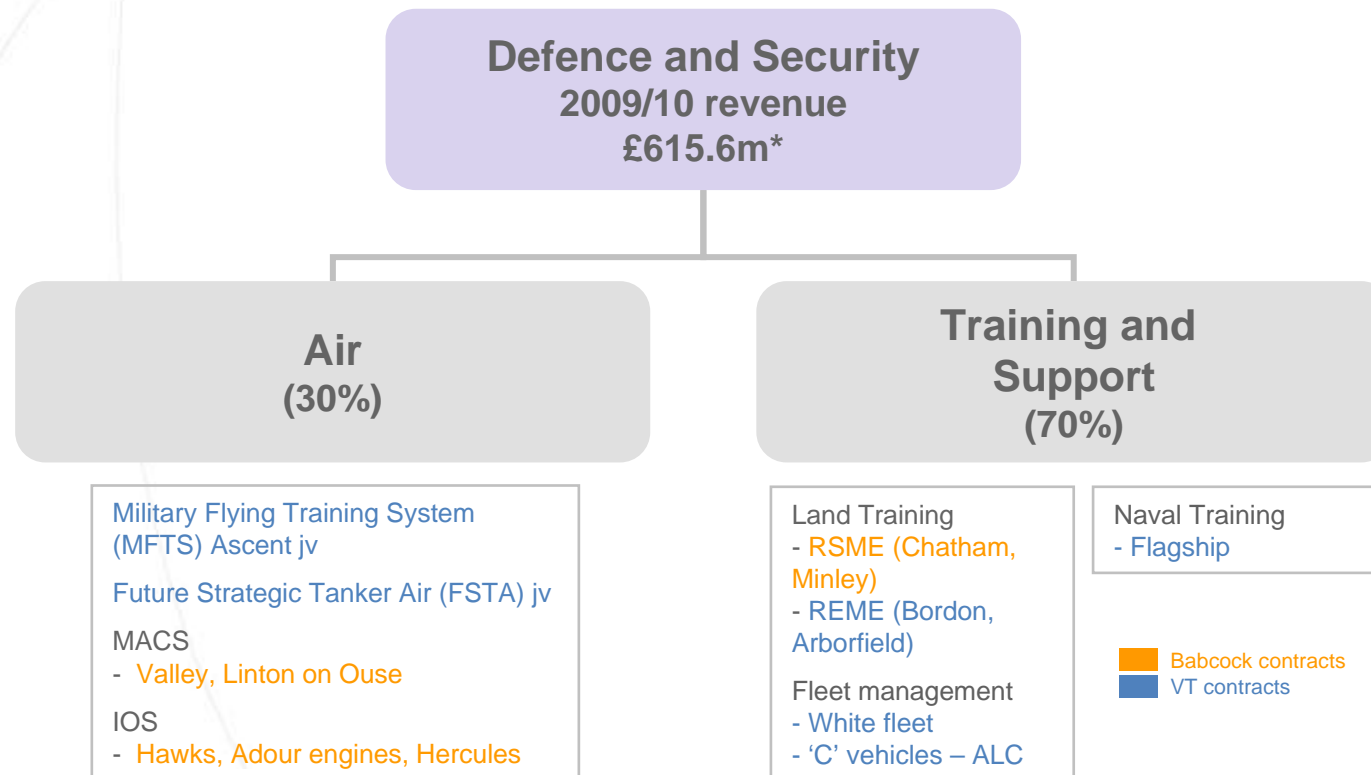 Defence and Security
2009/10 revenue
£615.6m*
Air
(30%)
Training and
Support
(70%)
Military Flying Training System
(MFTS) Ascent jv
Future Strategic Tanker Air (FSTA) jv
MACS
- Valley, Linton on Ouse
IOS
- Hawks, Adour engines, Hercules
Land Training
- RSME (Chatham,
Minley)
- REME (Bordon,
Arborfield)
Fleet management
- White fleet
- ‘C’ vehicles – ALC
Naval Training
- Flagship
Babcock contracts
VT contracts